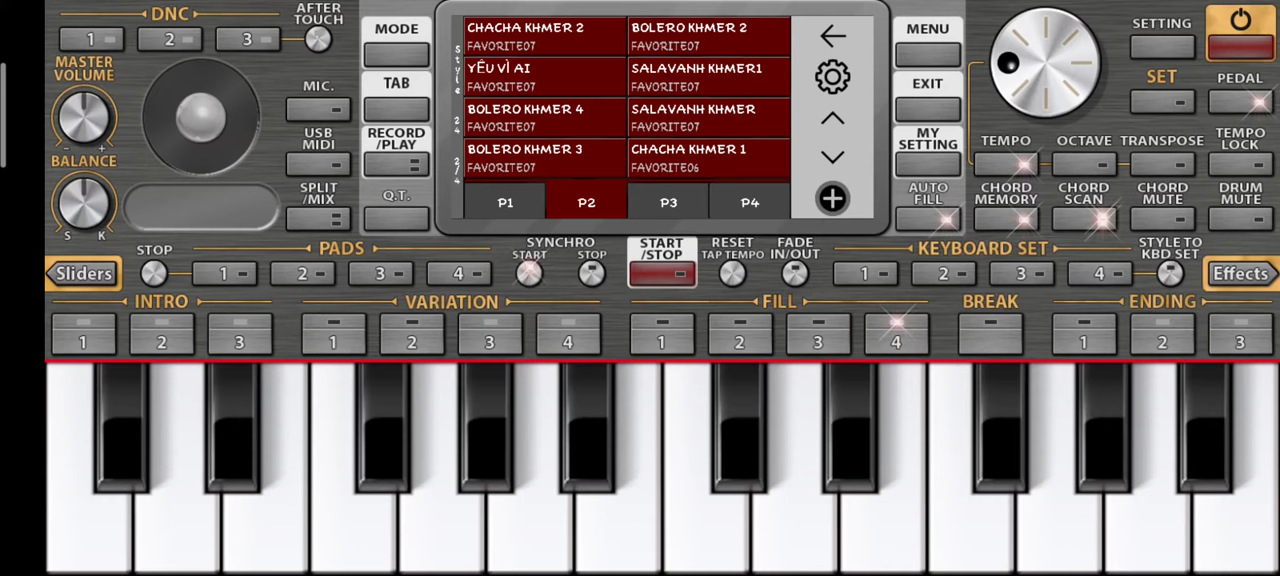 DNC
1 2 3
AFTER
TOUCH
MASTER
VOLUME
- +
BALANCE
S K
MIC.
USB
MIDI
SPLIT
/MIX
MODE
TAB
RECORD
/PLAY
Q.T.
Style 24 2/4
CHACHA KHMER 2
FAVORITE07
BOLERO KHMER 2
FAVORITE07
YÊU VÌ AI
FAVORITE07
SALAVANH KHMER1
FAVORITE07
BOLERO KHMER 4
FAVORITE07
SALAVANH KHMER
FAVORITE07
BOLERO KHMER 3
FAVORITE07
CHACHA KHMER 1
FAVORITE06
P1 P2 P3 P4
MENU
EXIT
MY
SETTING
AUTO
FILL
SETTING
SET
PEDAL
TEMPO OCTAVE TRANSPOSE
TEMPO
LOCK
CHORD
MEMORY
CHORD
SCAN
CHORD
MUTE
DRUM
MUTE
Sliders
STOP
PADS
1 2 3 4
SYNCHRO
START STOP
START
/STOP
RESET
TAP TEMPO
FADE
IN/OUT
KEYBOARD SET
1 2 3 4
STYLE TO
KBD SET
Effects
INTRO
1 2 3
VARIATION
1 2 3 4
FILL
1 2 3 4
BREAK
ENDING
1 2 3